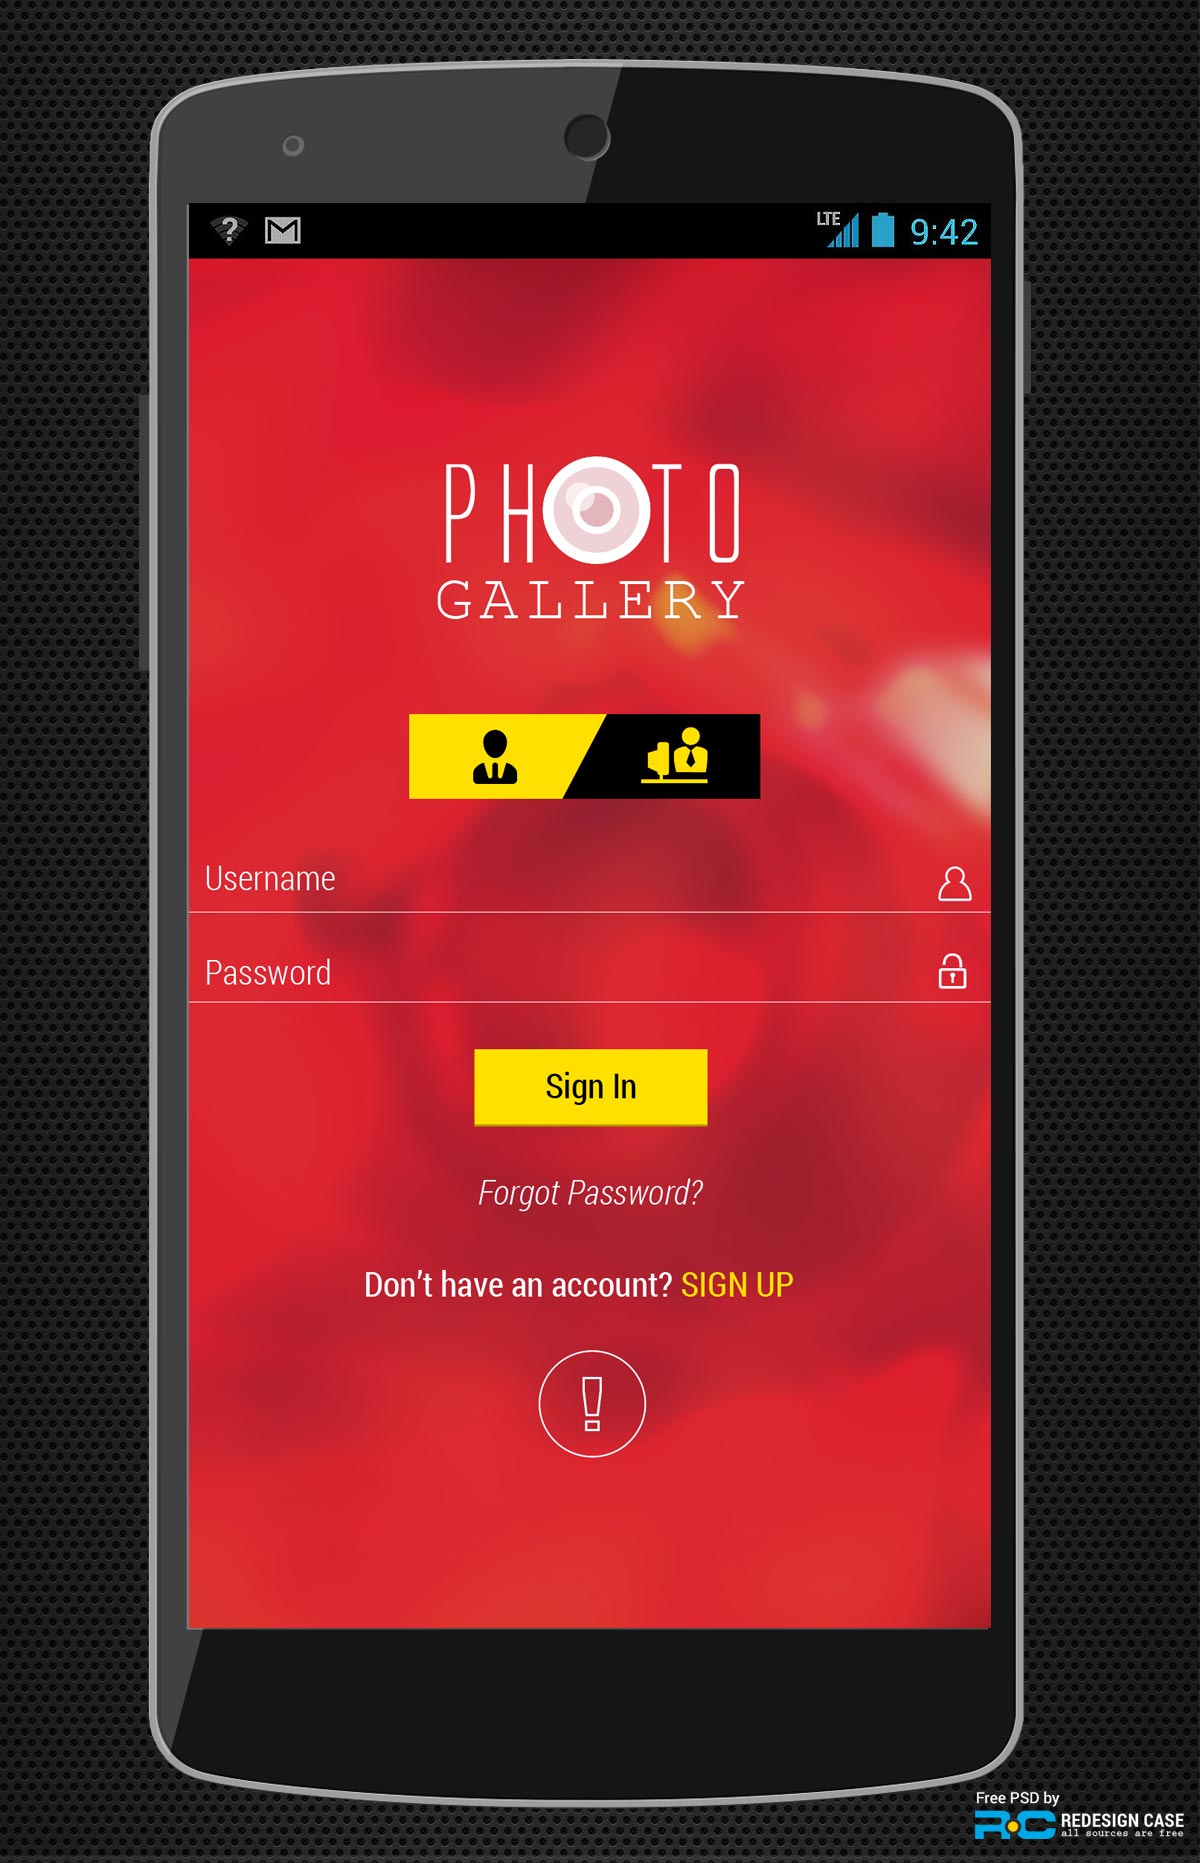 LTE 9:42
PHOTO
GALLERY
Username
Password
Sign In
Forgot Password?
Don't have an account? SIGN UP
Free PSD by
RC REDESIGN CASE
all sources are free